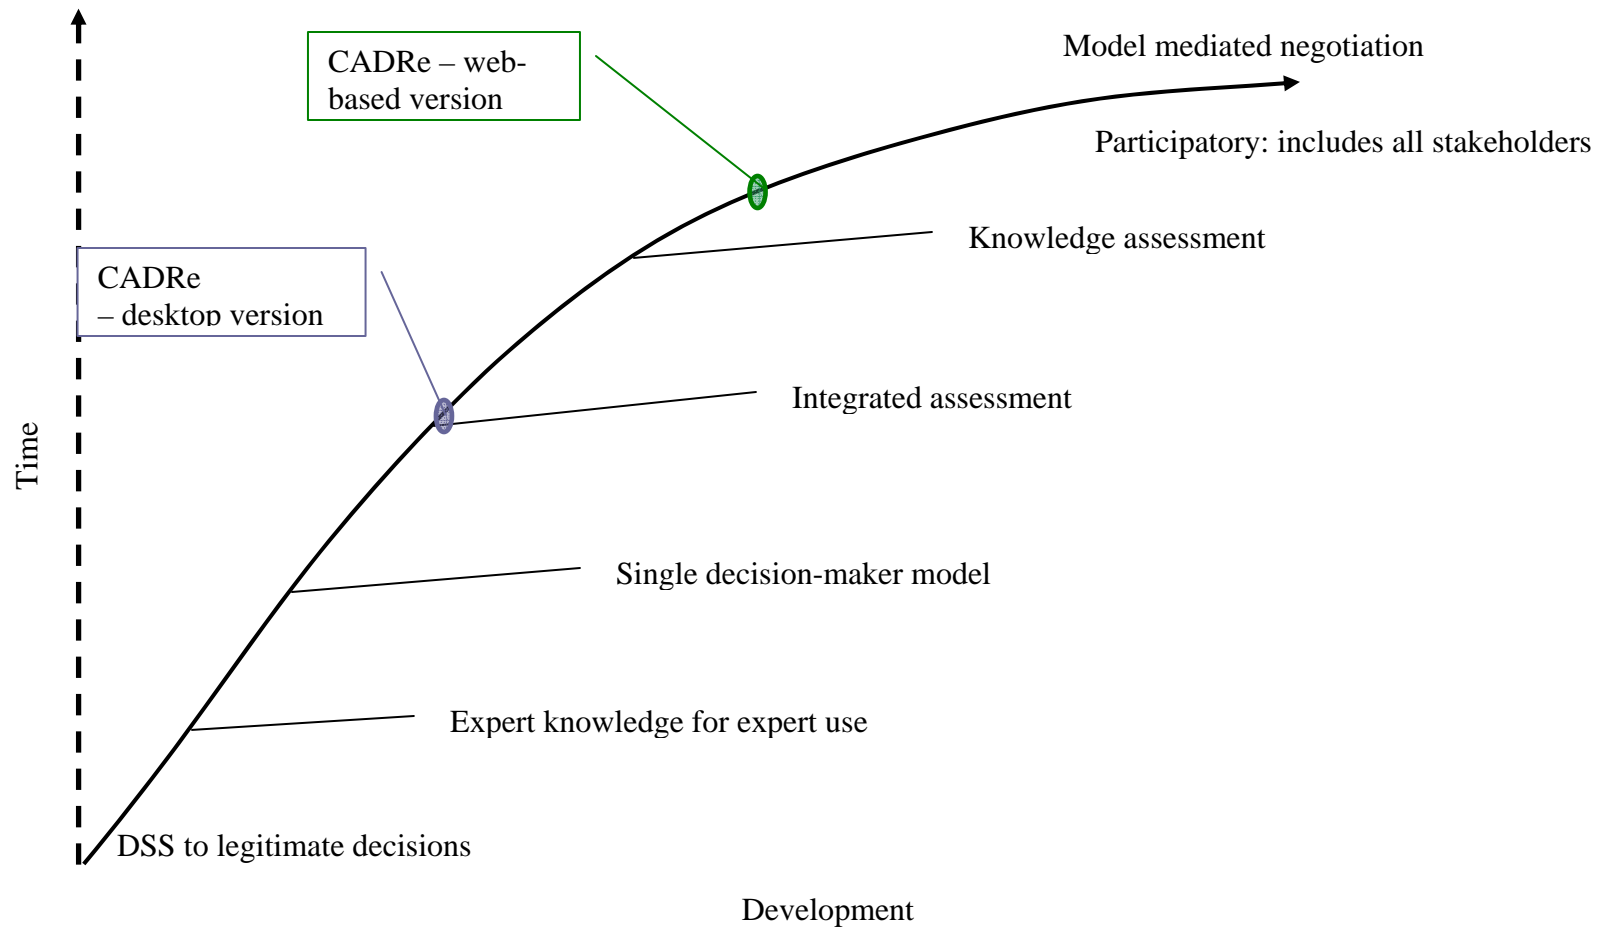 Model mediated negotiation
CADRe – web-
based version
Participatory: includes all stakeholders
Knowledge assessment
CADRe
– desktop version
Integrated assessment
Time
Single decision-maker model
Expert knowledge for expert use
DSS to legitimate decisions
Development